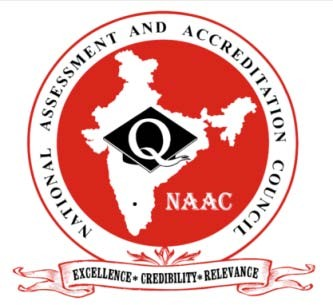 NATIONAL ASSESSMENT AND ACCREDITATION COUNCIL
Q
NAAC
EXCELLENCE * CREDIBILITY * RELEVANCE